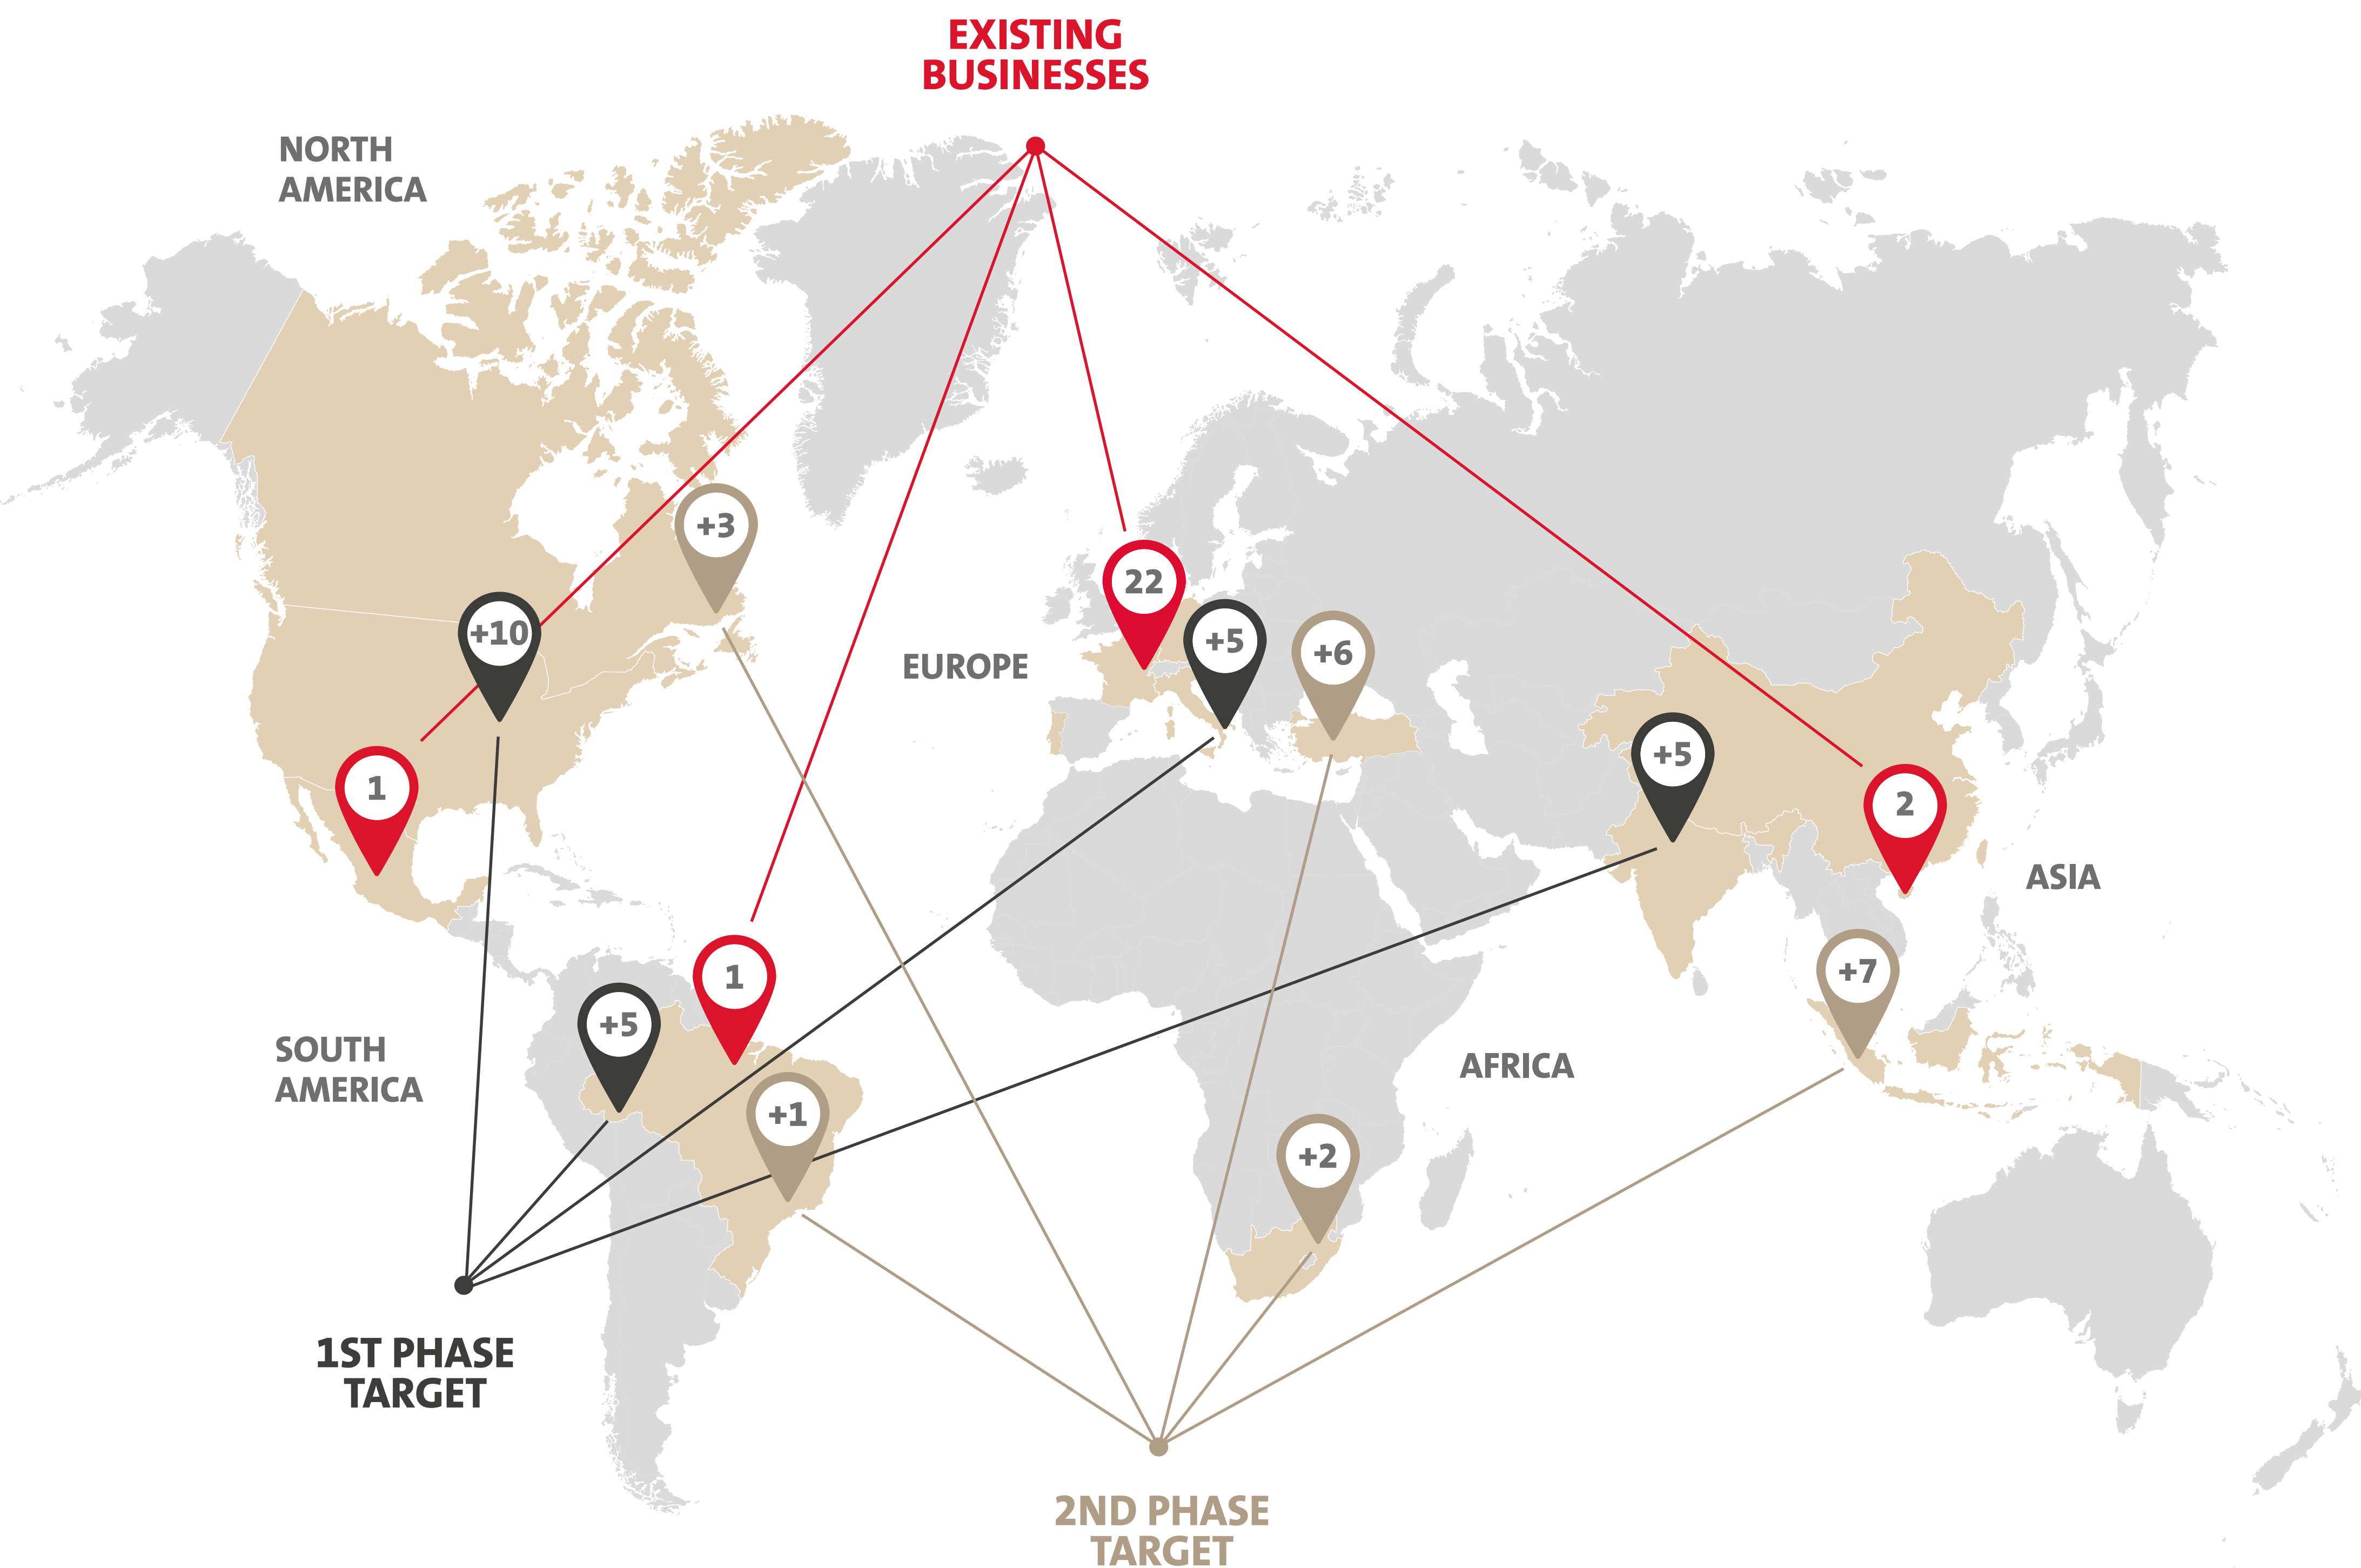 EXISTING
BUSINESSES
NORTH
AMERICA
+3
22
+10
+5
+6
EUROPE
+5
1
2
ASIA
1
+7
+5
SOUTH
AMERICA
AFRICA
+1
+2
1ST PHASE
TARGET
2ND PHASE
TARGET